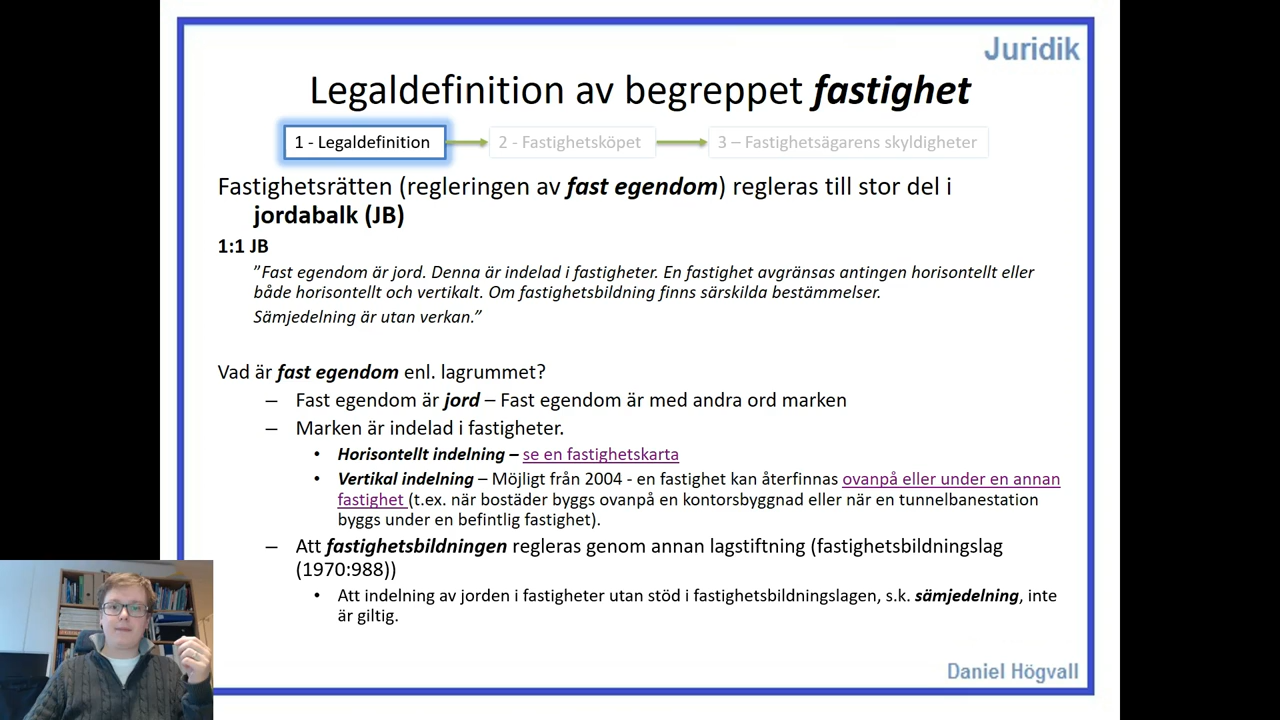 Juridik
Legaldefinition av begreppet fastighet
1 - Legaldefinition
2 - Fastighetsköpet
3 – Fastighetsägarens skyldigheter
Fastighetsrätten (regleringen av fast egendom) regleras till stor del i
jordabalk (JB)
1:1 JB
”Fast egendom är jord. Denna är indelad i fastigheter. En fastighet avgränsas antingen horisontellt eller
både horisontellt och vertikalt. Om fastighetsbildning finns särskilda bestämmelser.
Sämjedelning är utan verkan.”
Vad är fast egendom enl. lagrummet?
– Fast egendom är jord – Fast egendom är med andra ord marken
– Marken är indelad i fastigheter.
• Horisontellt indelning – se en fastighetskarta
• Vertikal indelning – Möjligt från 2004 - en fastighet kan återfinnas ovanpå eller under en annan
fastighet (t.ex. när bostäder byggs ovanpå en kontorsbyggnad eller när en tunnelbanestation
byggs under en befintlig fastighet).
– Att fastighetsbildningen regleras genom annan lagstiftning (fastighetsbildningslag
(1970:988))
• Att indelning av jorden i fastigheter utan stöd i fastighetsbildningslagen, s.k. sämjedelning, inte
är giltig.
Daniel Högvall